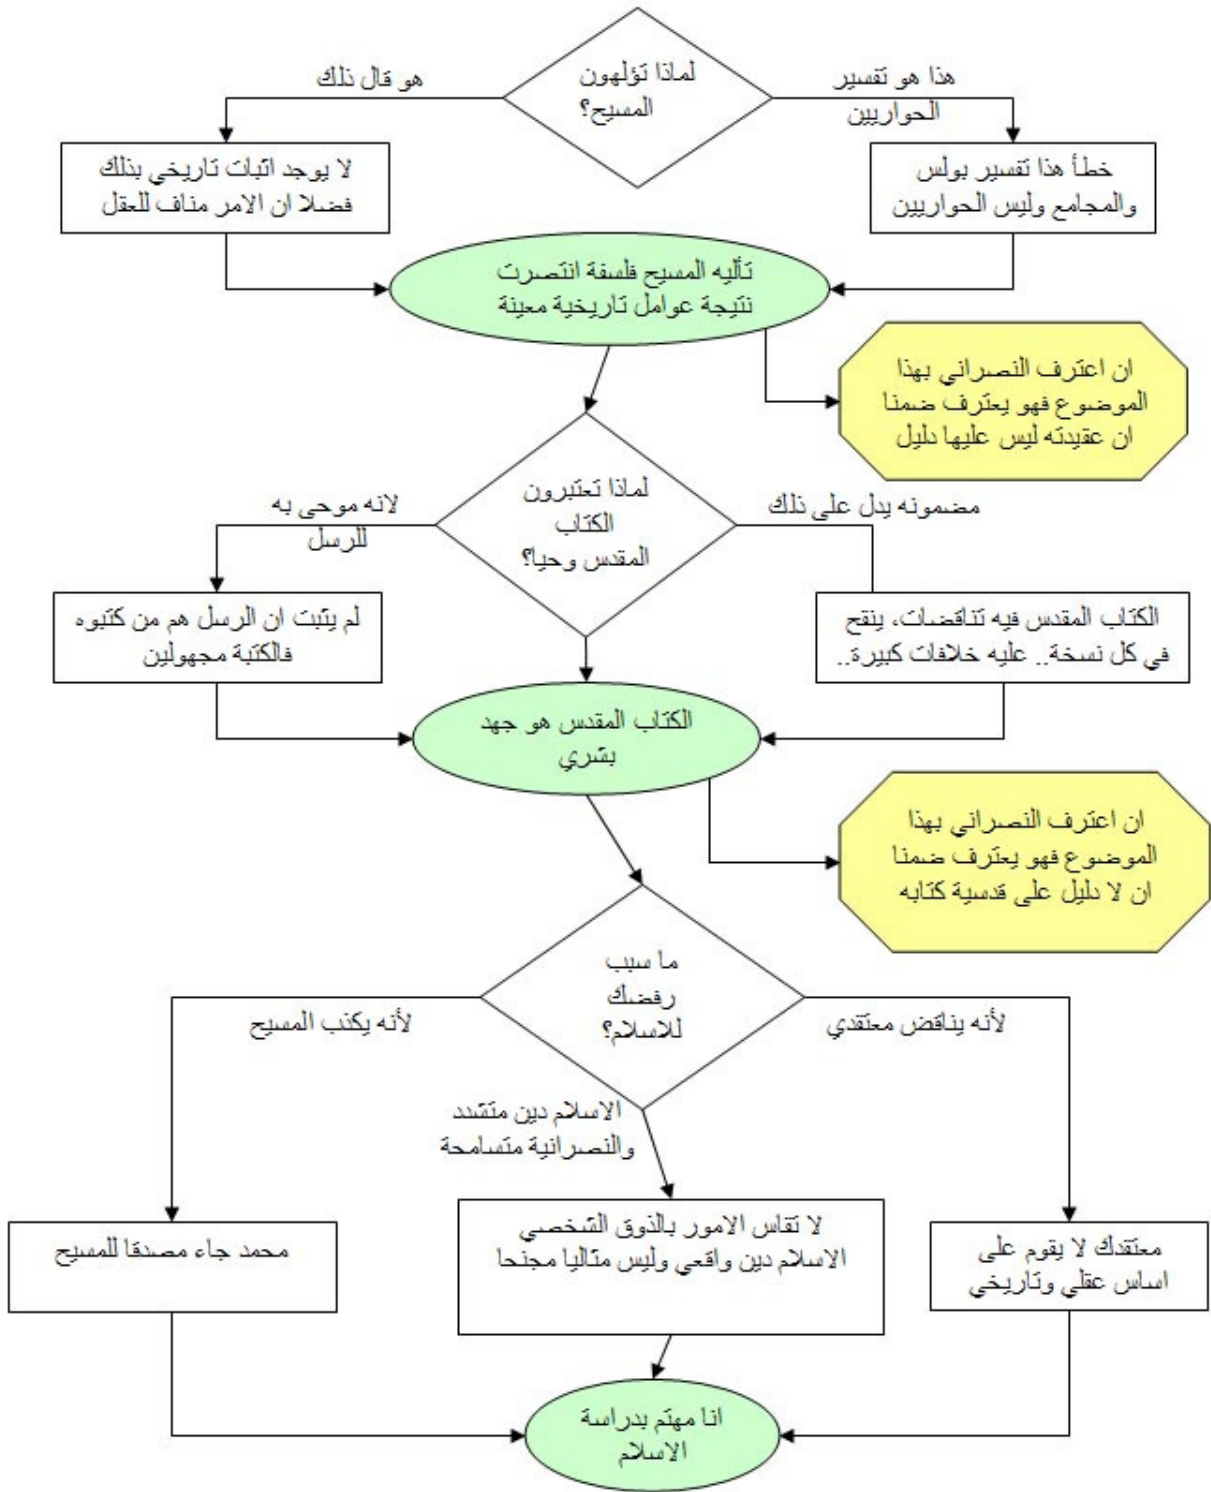 لماذا تؤلهون
المسيح؟
هذا هو تفسير
الحواريين
هو قال ذلك
خطأ هذا تفسير بولس
والمجامع وليس الحواريين
لا يوجد اثبات تاريخي بذلك
فضلا ان الامر مناف للعقل
تأليه المسيح فلسفة انتصرت
نتيجة عوامل تاريخية معينة
ان اعترف النصراني بهذا
الموضوع فهو يعترف ضمنا
ان عقيدته ليس عليها دليل
لماذا تعتبرون
الكتاب
المقدس وحيا؟
مضمونه يدل على ذلك
لانه موحى به
للرسل
الكتاب المقدس فيه تناقضات، ينقح
في كل نسخة.. عليه خلافات كبيرة..
لم يثبت ان الرسل هم من كتبوه
فالكتبة مجهولين
الكتاب المقدس هو جهد
بشري
ان اعترف النصراني بهذا
الموضوع فهو يعترف ضمنا
ان لا دليل على قدسية كتابه
ما سبب
رفضك
للاسلام؟
لأنه يناقض معتقدي
لأنه يكذب المسيح
الاسلام دين متشدد
والنصرانية متسامحة
معتقدك لا يقوم على
اساس عقلي وتاريخي
لا تقاس الامور بالذوق الشخصي
الاسلام دين واقعي وليس مثاليا مجنحا
محمد جاء مصدقا للمسيح
انا مهتم بدراسة
الاسلام